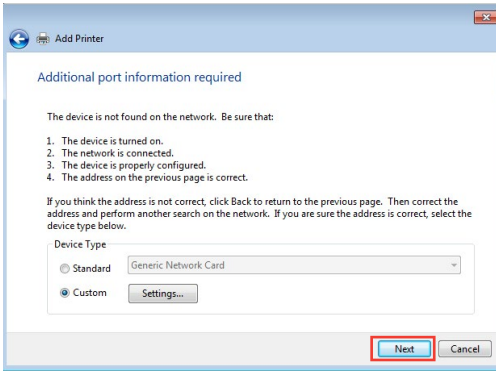 Add Printer
Additional port information required
The device is not found on the network.  Be sure that:
1.  The device is turned on.
2.  The network is connected.
3.  The device is properly configured.
4.  The address on the previous page is correct.
If you think the address is not correct, click Back to return to the previous page.  Then correct the
address and perform another search on the network.  If you are sure the address is correct, select the
device type below.
Device Type
Standard Generic Network Card
Custom Settings...
Next Cancel